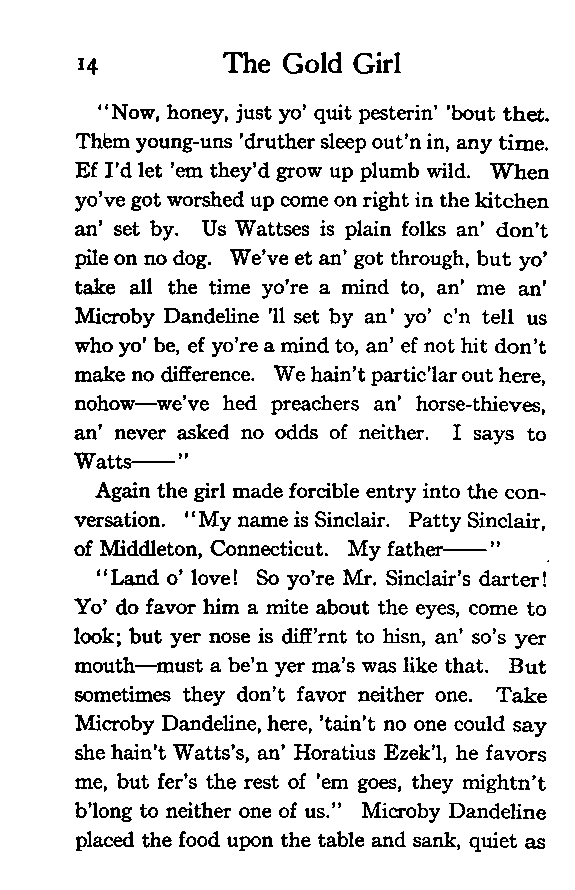 14 The Gold Girl
"Now, honey, just yo' quit pesterin' 'bout thet.
Them young-uns 'druther sleep out'n in, any time.
Ef I'd let 'em they'd grow up plumb wild. When
yo've got worshed up come on right in the kitchen
an' set by. Us Wattses is plain folks an' don't
pile on no dog. We've et an' got through, but yo'
take all the time yo're a mind to, an' me an'
Microby Dandeline 'll set by an' yo' c'n tell us
who yo' be, ef yo're a mind to, an' ef not hit don't
make no difference. We hain't partic'lar out here,
nohow—we've hed preachers an' horse-thieves,
an' never asked no odds of neither. I says to
Watts——"
Again the girl made forcible entry into the con-
versation. "My name is Sinclair. Patty Sinclair,
of Middleton, Connecticut. My father——"
"Land o' love! So yo're Mr. Sinclair's darter!
Yo' do favor him a mite about the eyes, come to
look; but yer nose is diff'rnt to hisn, an' so's yer
mouth—must a be'n yer ma's was like that. But
sometimes they don't favor neither one. Take
Microby Dandeline, here, 'tain't no one could say
she hain't Watts's, an' Horatius Ezek'l, he favors
me, but fer's the rest of 'em goes, they mightn't
b'long to neither one of us." Microby Dandeline
placed the food upon the table and sank, quiet as